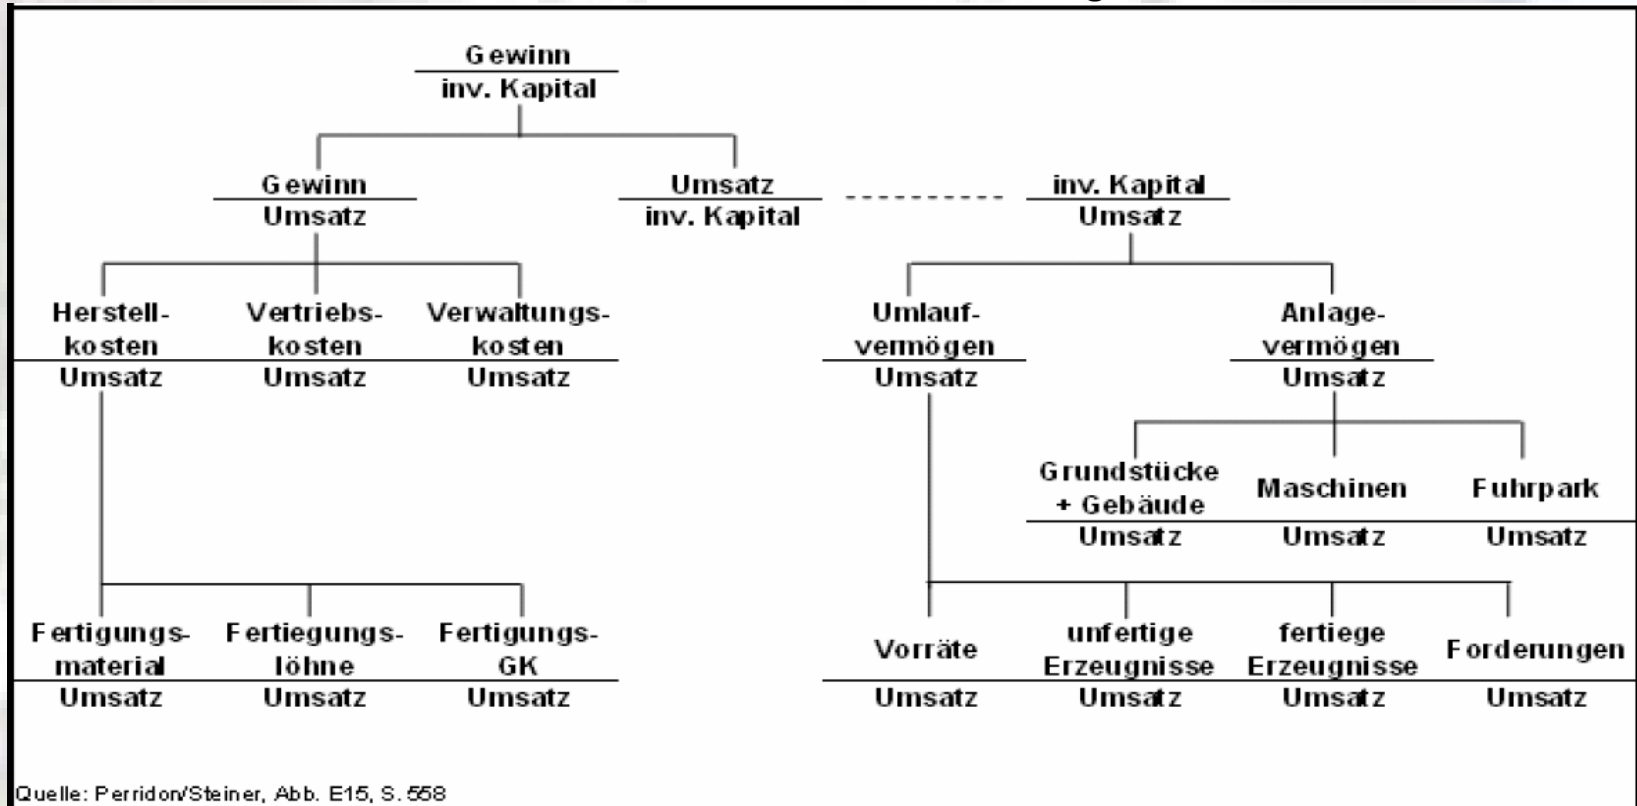 Gewinn
inv. Kapital
Gewinn
Umsatz
Umsatz
inv. Kapital
inv. Kapital
Umsatz
Herstell-
kosten
Umsatz
Vertriebs-
kosten
Umsatz
Verwaltungs-
kosten
Umsatz
Umlauf-
vermögen
Umsatz
Anlage-
vermögen
Umsatz
Grundstücke
+ Gebäude
Umsatz
Maschinen
Umsatz
Fuhrpark
Umsatz
Fertigungs-
material
Umsatz
Fertiegungs-
löhne
Umsatz
Fertigungs-
GK
Umsatz
Vorräte
Umsatz
unfertige
Erzeugnisse
Umsatz
fertiege
Erzeugnisse
Umsatz
Forderungen
Umsatz
Quelle: Perridon/Steiner, Abb. E15, S. 558